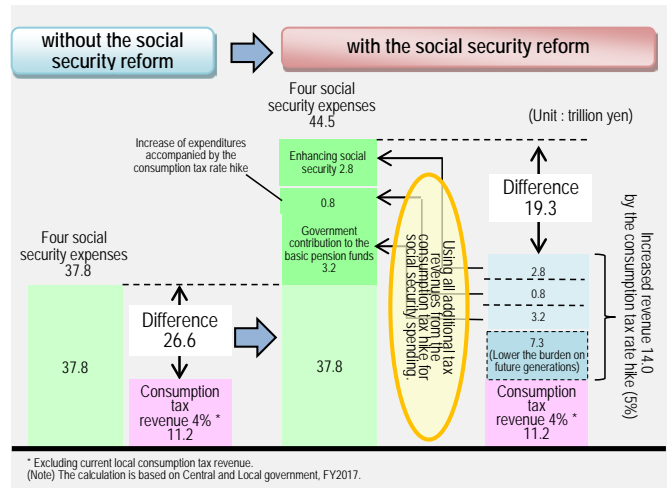 without the social
security reform
with the social security reform
Four social
security expenses
44.5
(Unit : trillion yen)
Increase of expenditures
accompanied by the
consumption tax rate hike
Enhancing social
security 2.8
0.8
Government
contribution to the
basic pension funds
3.2
37.8
Four social
security expenses
37.8
37.8
Difference
26.6
Consumption
tax
revenue 4% *
11.2
Using all additional tax
revenues from the
consumption tax hike for
social security spending.
Difference
19.3
2.8
0.8
3.2
7.3
(Lower the burden on
future generations)
Consumption
tax
revenue 4% *
11.2
Increased revenue 14.0
by the consumption tax rate hike (5%)
* Excluding current local consumption tax revenue.
(Note) The calculation is based on Central and Local government, FY2017.